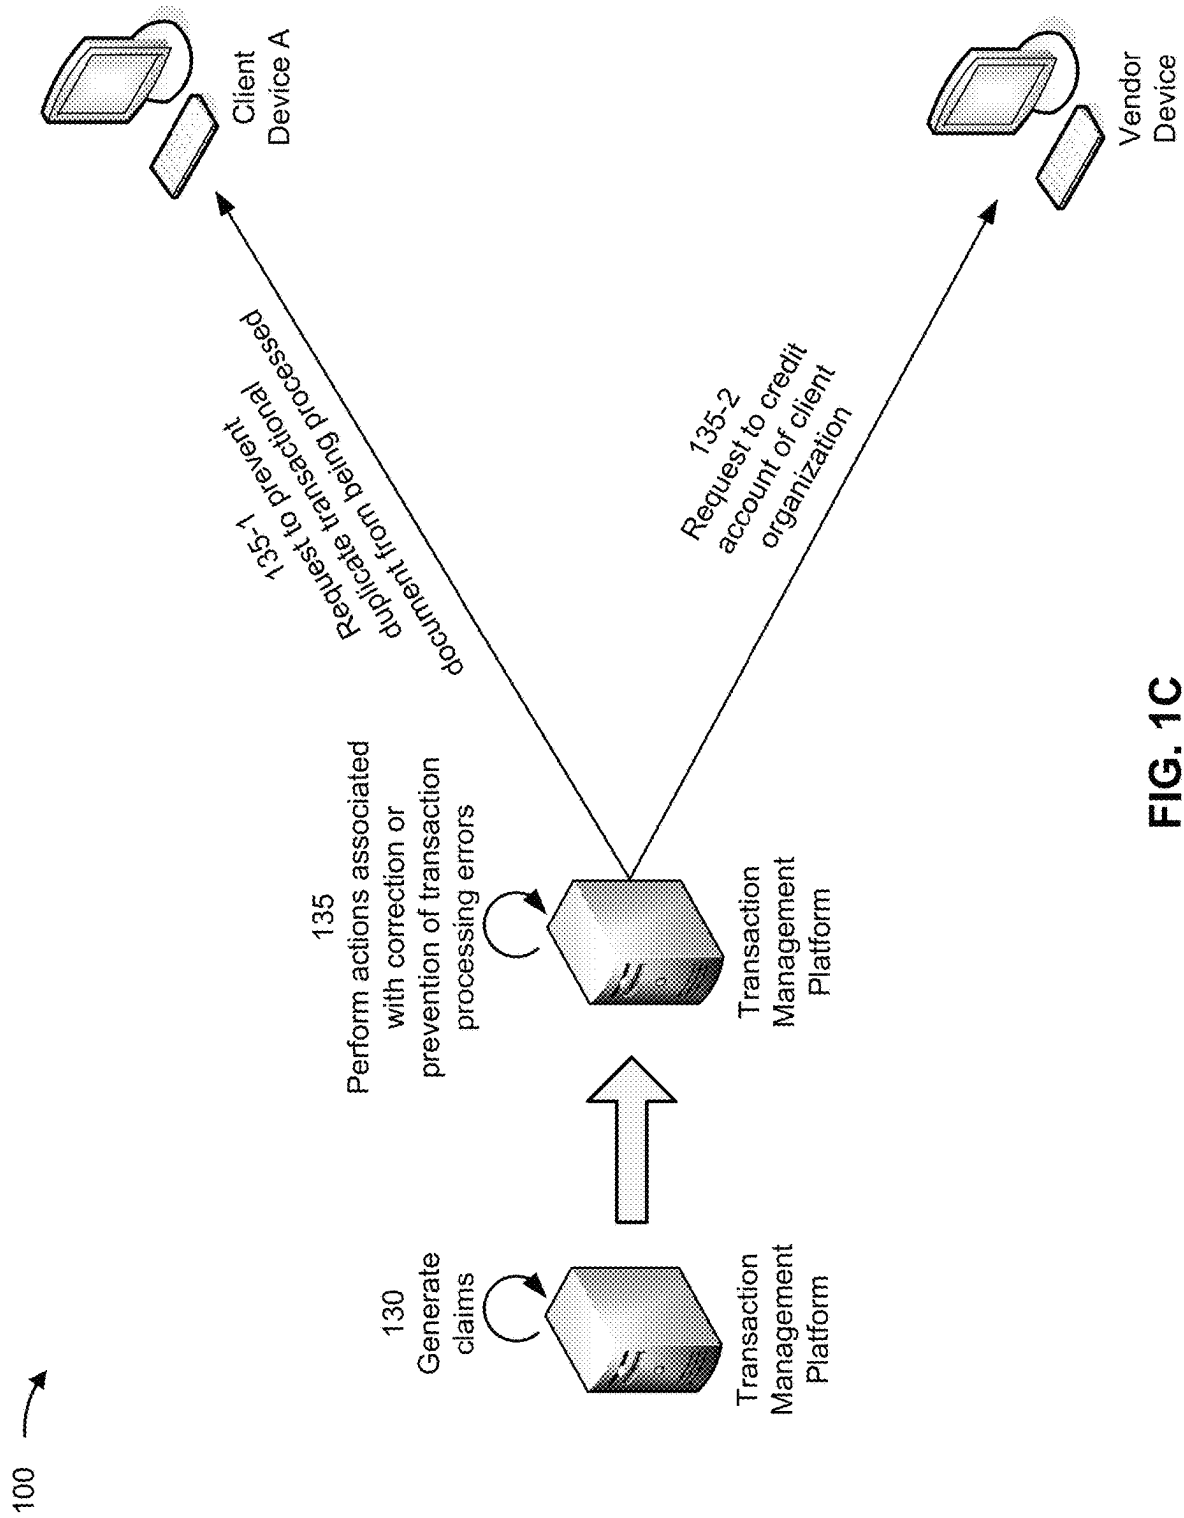 100
130
Generate
claims
Transaction
Management
Platform
135
Perform actions associated
with correction or
prevention of transaction
processing errors
Transaction
Management
Platform
135-1
Request to prevent
duplicate transactional
document from being processed
Client
Device A
135-2
Request to credit
account of client
organization
Vendor
Device
FIG. 1C